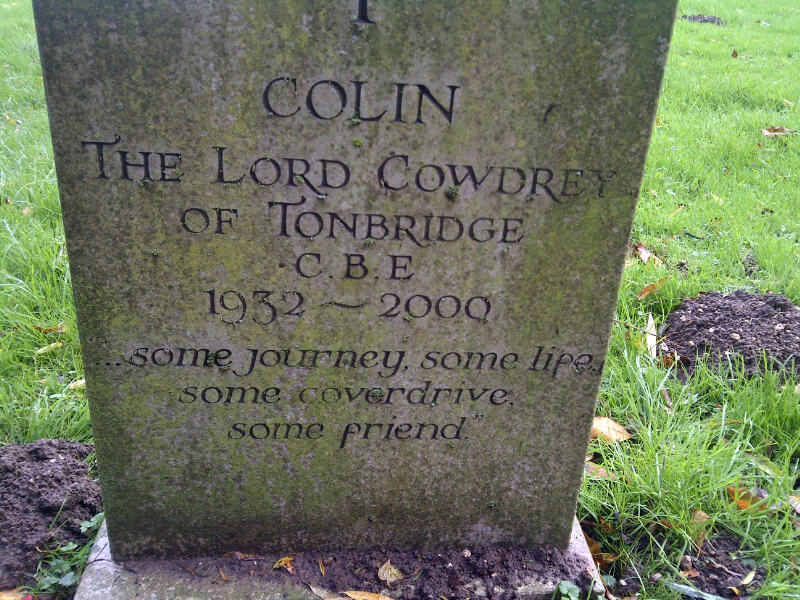 COLIN
THE LORD COWDREY
OF TONBRIDGE
C.B.E
1932 ~ 2000
"...some journey, some life,
some coverdrive,
some friend."